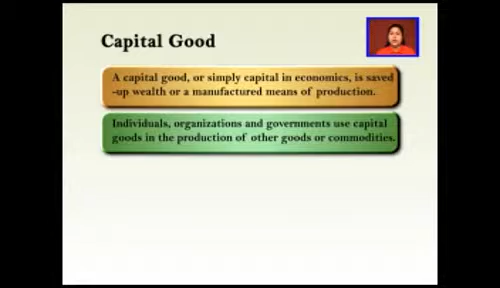 Capital Good
A capital good, or simply capital in economics, is saved
-up wealth or a manufactured means of production.
Individuals, organizations and governments use capital
goods in the production of other goods or commodities.